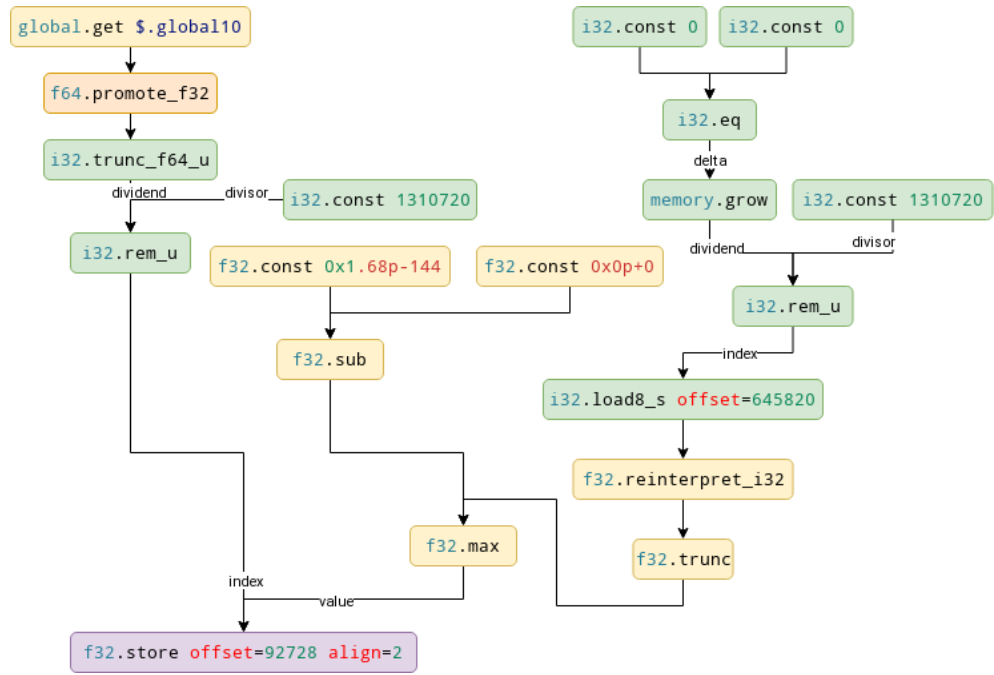 global.get $.global10
i32.const 0
i32.const 0
f64.promote_f32
i32.eq
i32.trunc_f64_u
delta
dividend
divisor
i32.const 1310720
memory.grow
i32.const 1310720
i32.rem_u
dividend
divisor
f32.const 0x1.68p-144
f32.const 0x0p+0
i32.rem_u
f32.sub
index
i32.load8_s offset=645820
f32.reinterpret_i32
f32.max
f32.trunc
index
value
f32.store offset=92728 align=2